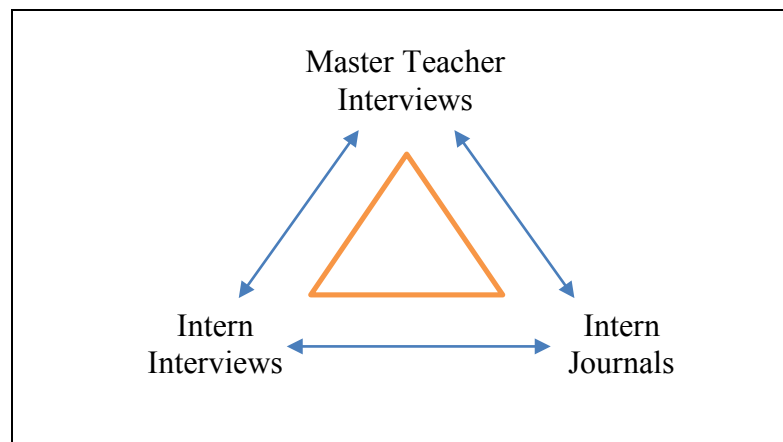 Master Teacher
Interviews
Intern
Interviews
Intern
Journals